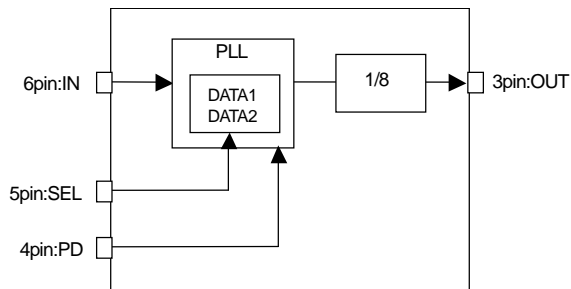 PLL
6pin:IN
DATA1
DATA2
1/8
3pin:OUT
5pin:SEL
4pin:PD